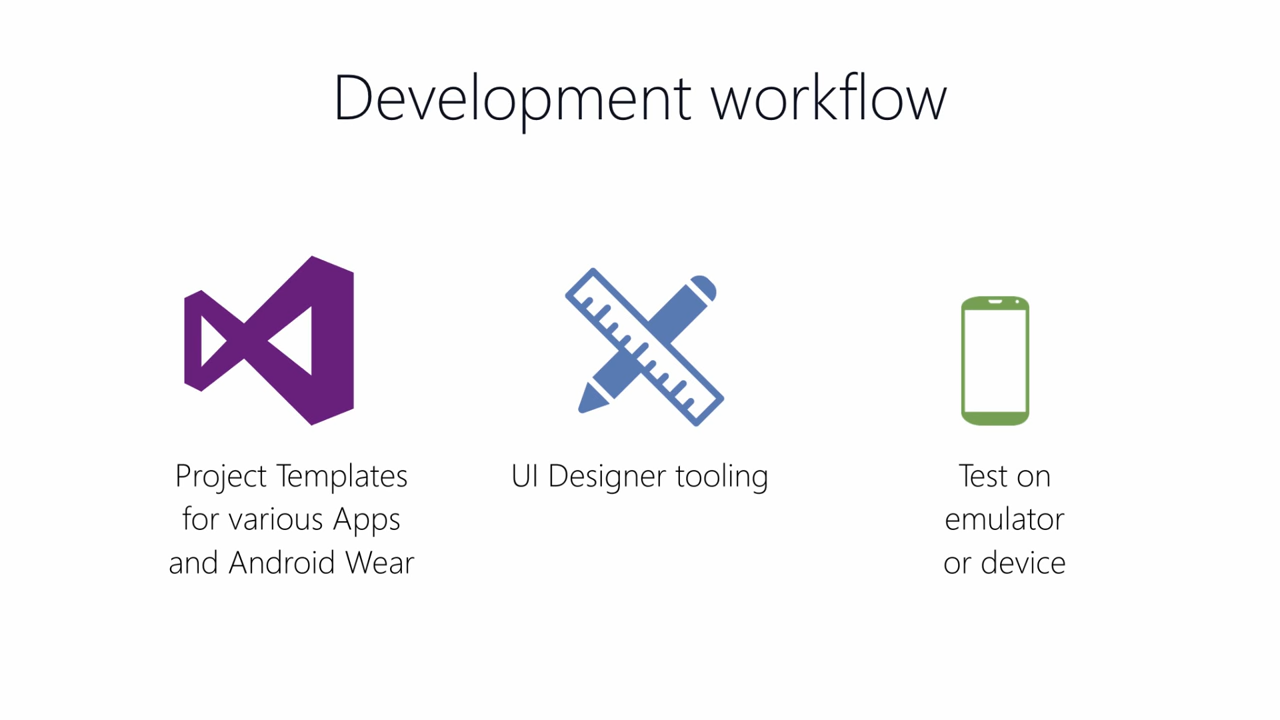 Development workflow
Project Templates
for various Apps
and Android Wear
UI Designer tooling
Test on
emulator
or device